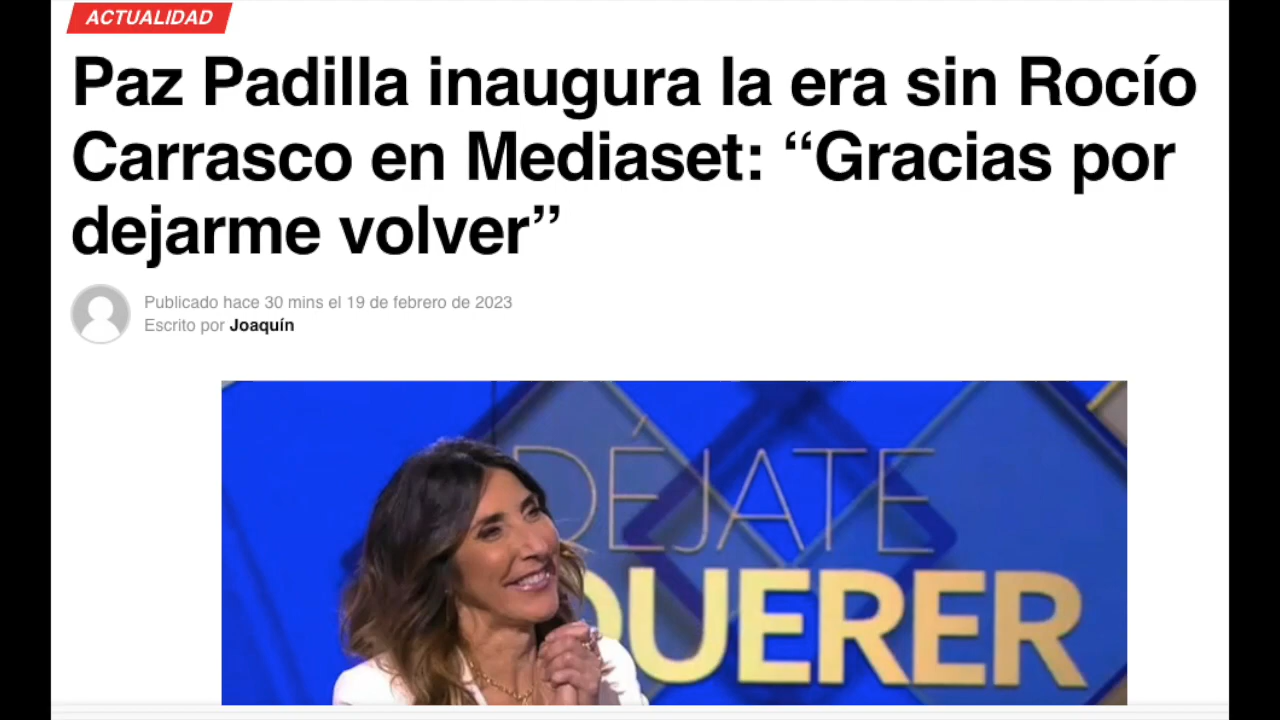 ACTUALIDAD
Paz Padilla inaugura la era sin Rocío
Carrasco en Mediaset: “Gracias por
dejarme volver”
Publicado hace 30 mins el 19 de febrero de 2023
Escrito por Joaquín
DÉJATE
QUERER